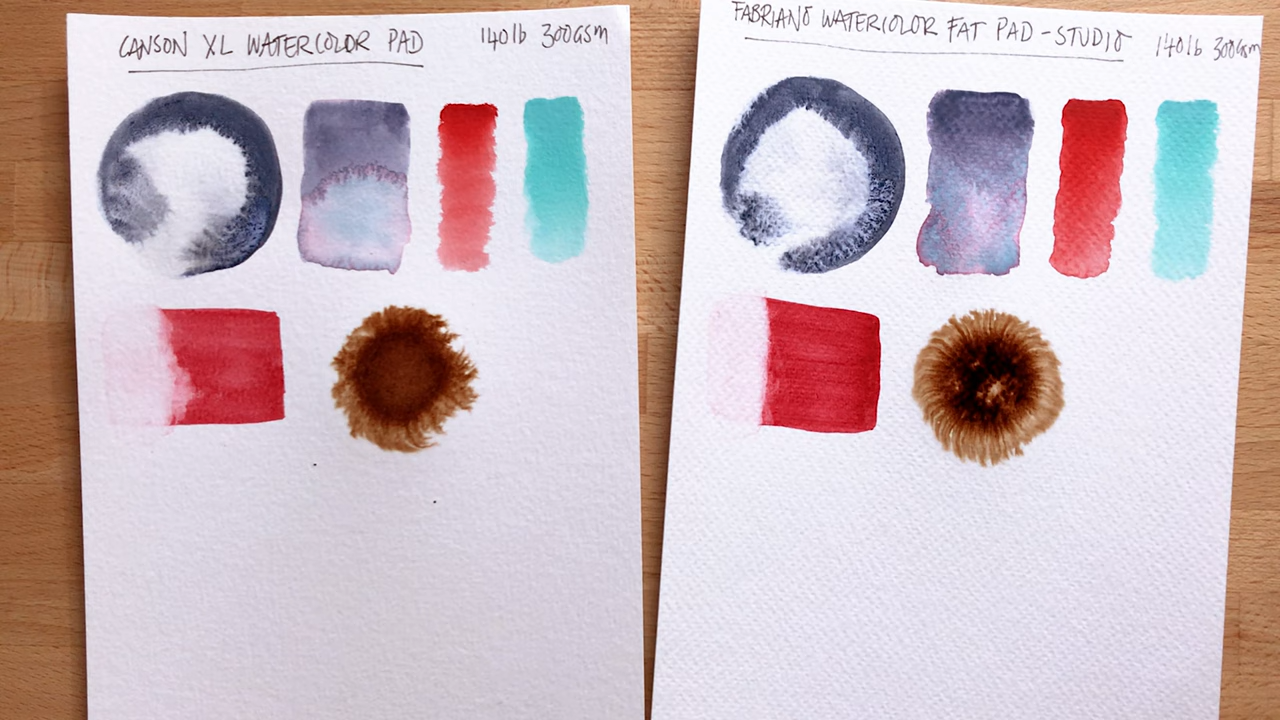 CANSON XL WATERCOLOR PAD 140lb 300Gsm
FABRIANO WATERCOLOR FAT PAD - STUDIO 140lb 300Gsm